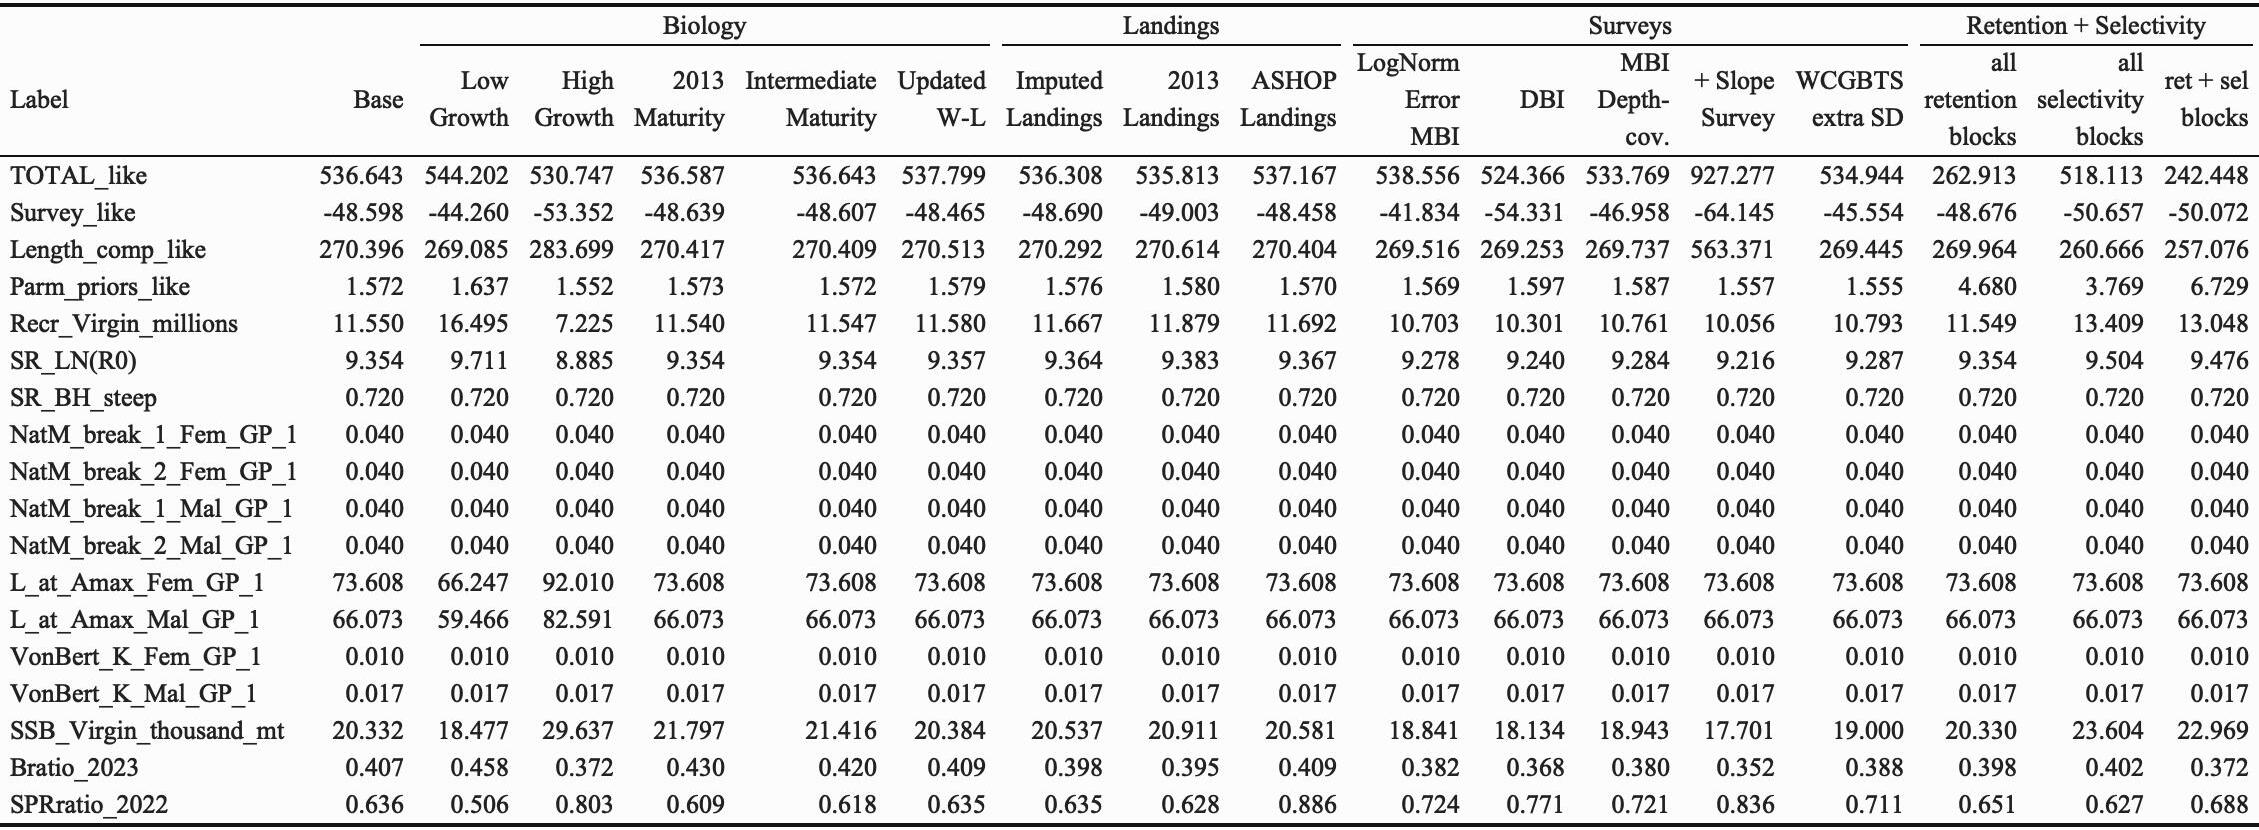 Biology Landings Surveys Retention + Selectivity
Label Base Low Growth High Growth 2013 Maturity Intermediate Maturity Updated W-L Imputed Landings 2013 Landings ASHOP Landings LogNorm Error MBI DBI MBI Depth-cov. + Slope Survey WCGBTS extra SD all retention blocks all selectivity blocks ret + sel blocks
TOTAL_like 536.643 544.202 530.747 536.587 536.643 537.799 536.308 535.813 537.167 538.556 524.366 533.769 927.277 534.944 262.913 518.113 242.448
Survey_like -48.598 -44.260 -53.352 -48.639 -48.607 -48.465 -48.690 -49.003 -48.458 -41.834 -54.331 -46.958 -64.145 -45.554 -48.676 -50.657 -50.072
Length_comp_like 270.396 269.085 283.699 270.417 270.409 270.513 270.292 270.614 270.404 269.516 269.253 269.737 563.371 269.445 269.964 260.666 257.076
Parm_priors_like 1.572 1.637 1.552 1.573 1.572 1.579 1.576 1.580 1.570 1.569 1.597 1.587 1.557 1.555 4.680 3.769 6.729
Recr_Virgin_millions 11.550 16.495 7.225 11.540 11.547 11.580 11.667 11.879 11.692 10.703 10.301 10.761 10.056 10.793 11.549 13.409 13.048
SR_LN(R0) 9.354 9.711 8.885 9.354 9.354 9.357 9.364 9.383 9.367 9.278 9.240 9.284 9.216 9.287 9.354 9.504 9.476
SR_BH_steep 0.720 0.720 0.720 0.720 0.720 0.720 0.720 0.720 0.720 0.720 0.720 0.720 0.720 0.720 0.720 0.720 0.720
NatM_break_1_Fem_GP_1 0.040 0.040 0.040 0.040 0.040 0.040 0.040 0.040 0.040 0.040 0.040 0.040 0.040 0.040 0.040 0.040 0.040
NatM_break_2_Fem_GP_1 0.040 0.040 0.040 0.040 0.040 0.040 0.040 0.040 0.040 0.040 0.040 0.040 0.040 0.040 0.040 0.040 0.040
NatM_break_1_Mal_GP_1 0.040 0.040 0.040 0.040 0.040 0.040 0.040 0.040 0.040 0.040 0.040 0.040 0.040 0.040 0.040 0.040 0.040
NatM_break_2_Mal_GP_1 0.040 0.040 0.040 0.040 0.040 0.040 0.040 0.040 0.040 0.040 0.040 0.040 0.040 0.040 0.040 0.040 0.040
L_at_Amax_Fem_GP_1 73.608 66.247 92.010 73.608 73.608 73.608 73.608 73.608 73.608 73.608 73.608 73.608 73.608 73.608 73.608 73.608 73.608
L_at_Amax_Mal_GP_1 66.073 59.466 82.591 66.073 66.073 66.073 66.073 66.073 66.073 66.073 66.073 66.073 66.073 66.073 66.073 66.073 66.073
VonBert_K_Fem_GP_1 0.010 0.010 0.010 0.010 0.010 0.010 0.010 0.010 0.010 0.010 0.010 0.010 0.010 0.010 0.010 0.010 0.010
VonBert_K_Mal_GP_1 0.017 0.017 0.017 0.017 0.017 0.017 0.017 0.017 0.017 0.017 0.017 0.017 0.017 0.017 0.017 0.017 0.017
SSB_Virgin_thousand_mt 20.332 18.477 29.637 21.797 21.416 20.384 20.537 20.911 20.581 18.841 18.134 18.943 17.701 19.000 20.330 23.604 22.969
Bratio_2023 0.407 0.458 0.372 0.430 0.420 0.409 0.398 0.395 0.409 0.382 0.368 0.380 0.352 0.388 0.398 0.402 0.372
SPRratio_2022 0.636 0.506 0.803 0.609 0.618 0.635 0.635 0.628 0.886 0.724 0.771 0.721 0.836 0.711 0.651 0.627 0.688